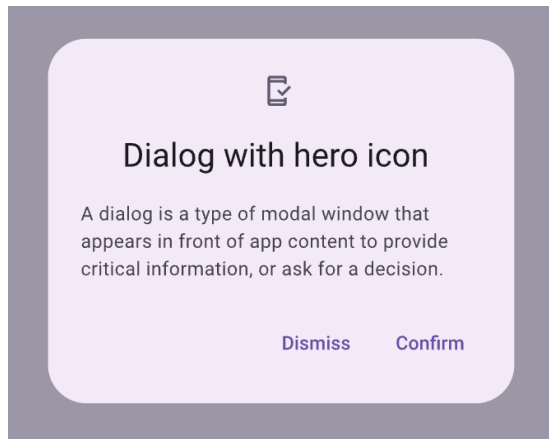 Dialog with hero icon
A dialog is a type of modal window that
appears in front of app content to provide
critical information, or ask for a decision.
Dismiss Confirm